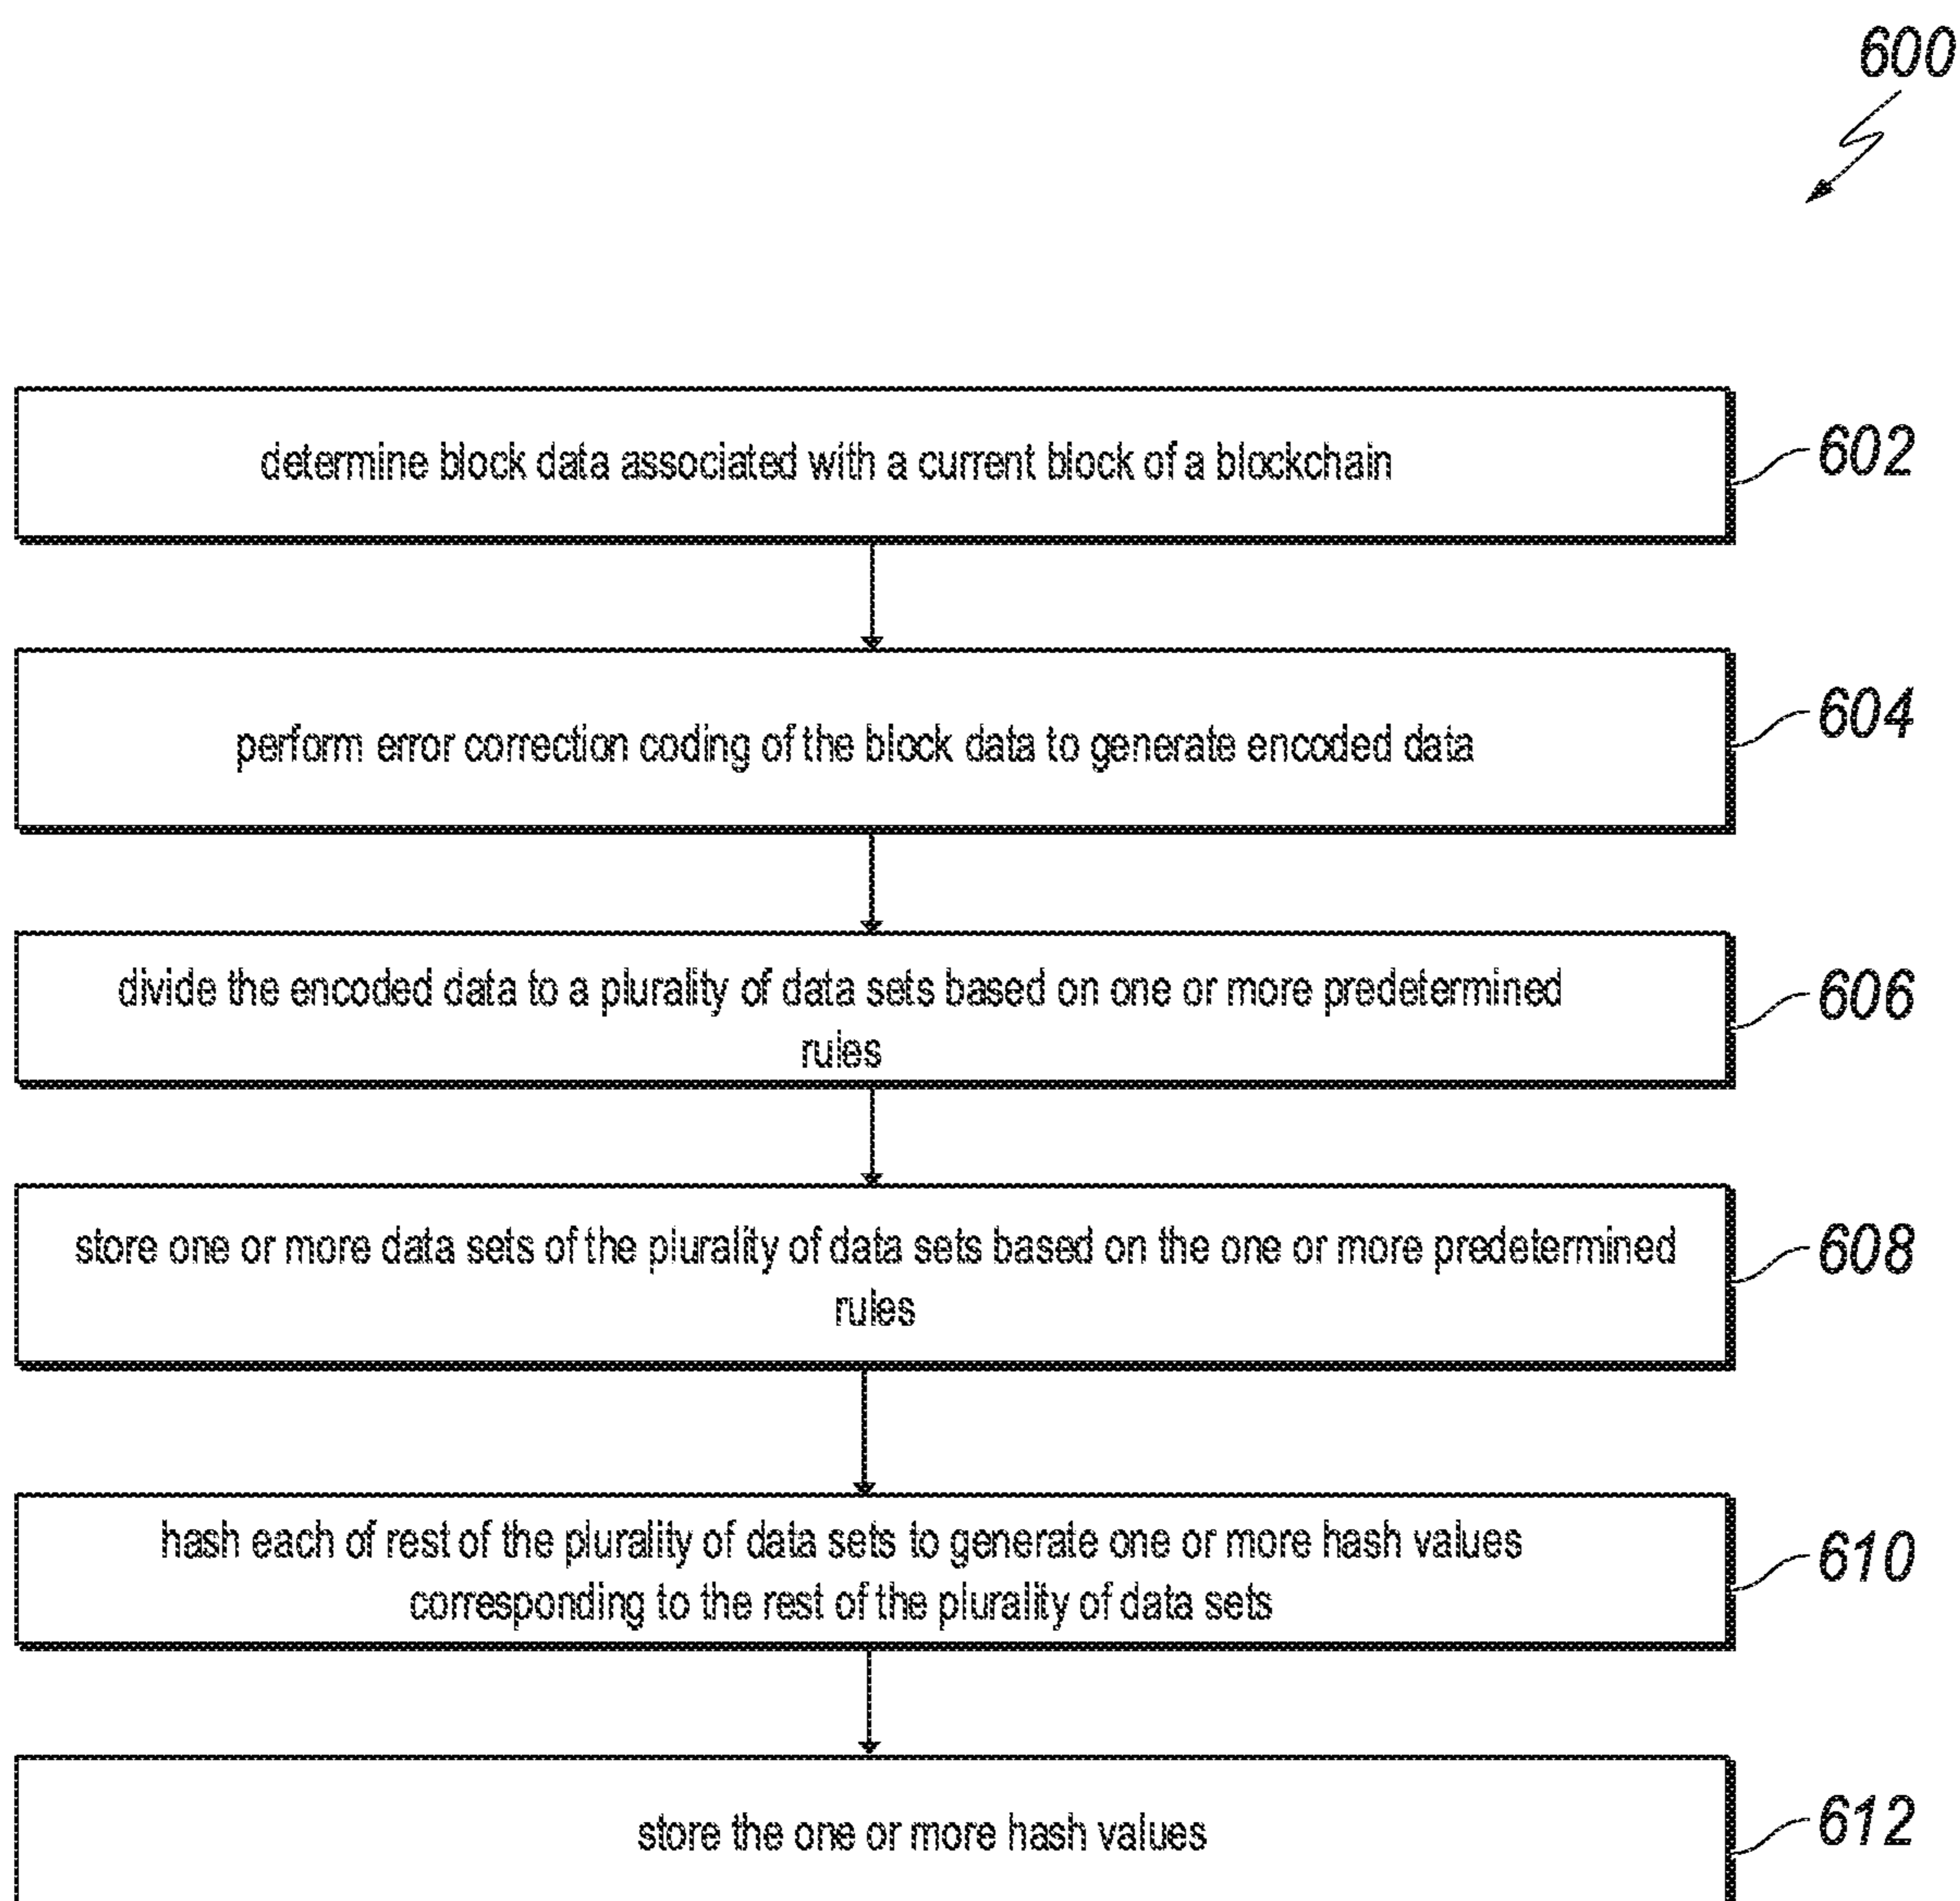 600
determine block data associated with a current block of a blockchain
602
perform error correction coding of the block data to generate encoded data
604
divide the encoded data to a plurality of data sets based on one or more predetermined
rules
606
store one or more data sets of the plurality of data sets based on the one or more predetermined
rules
608
hash each of rest of the plurality of data sets to generate one or more hash values
corresponding to the rest of the plurality of data sets
610
store the one or more hash values
612